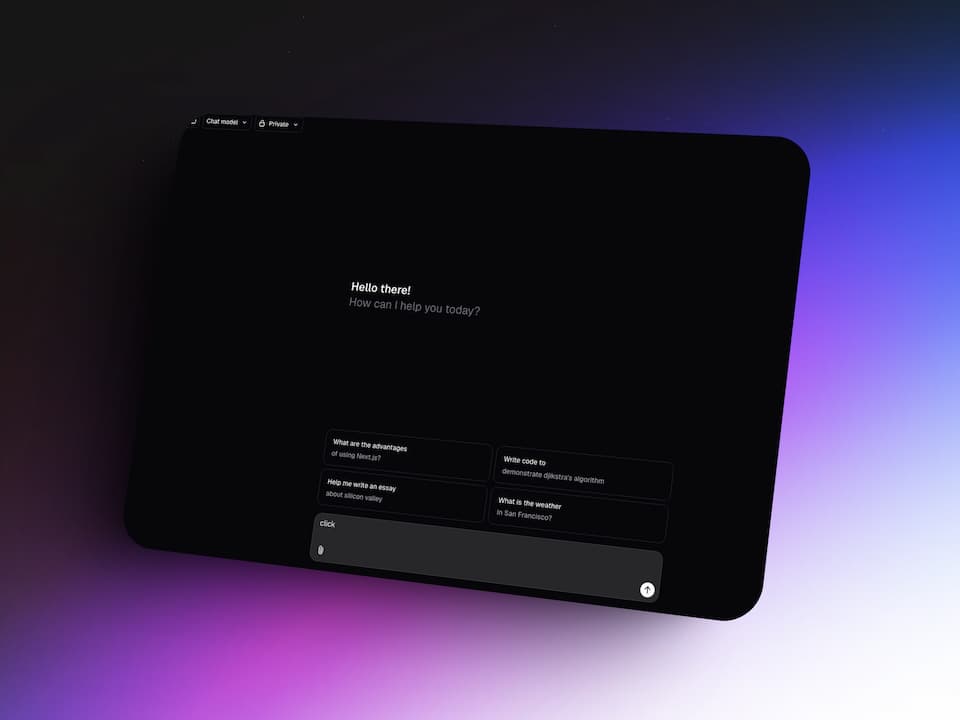 Chat model
Private
Hello there!
How can I help you today?
What are the advantages
of using Next.js?
Write code to
demonstrate djikstra's algorithm
Help me write an essay
about silicon valley
What is the weather
in San Francisco?
click